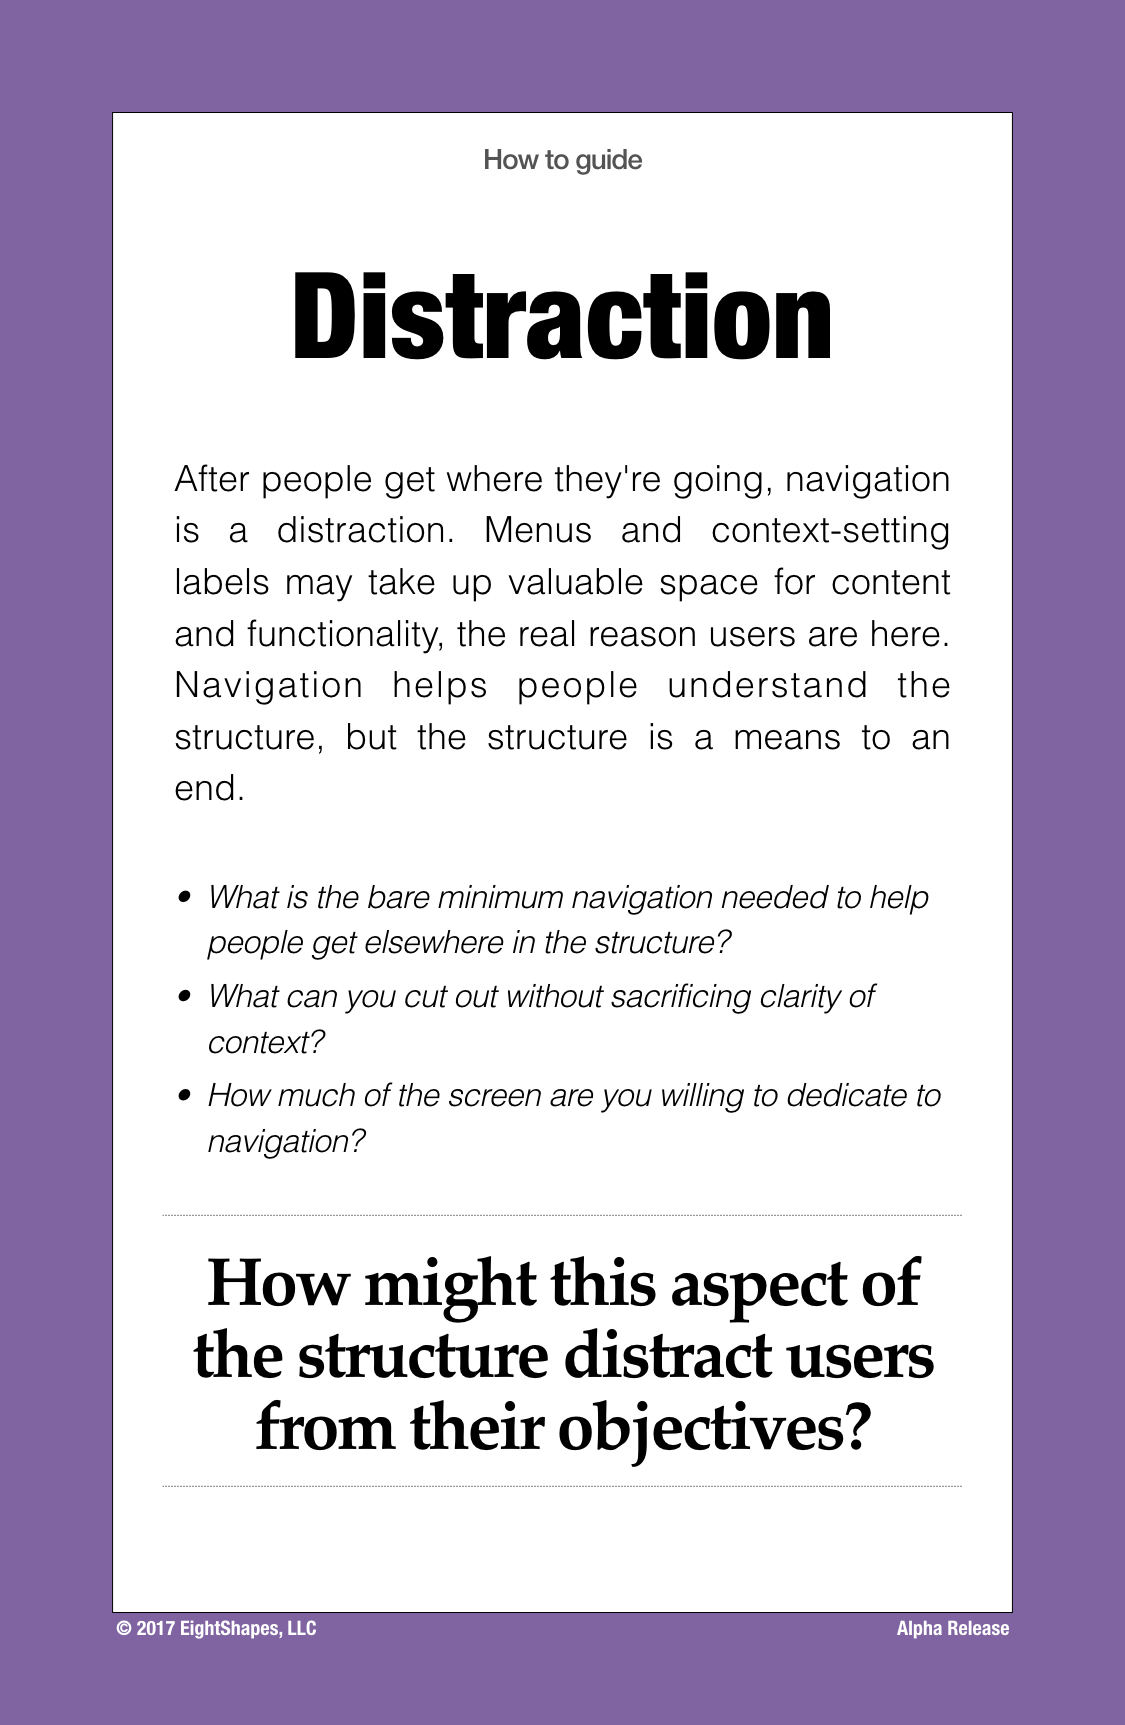 How to guide
Distraction
After people get where they're going, navigation
is a distraction. Menus and context-setting
labels may take up valuable space for content
and functionality, the real reason users are here.
Navigation helps people understand the
structure, but the structure is a means to an
end.
• What is the bare minimum navigation needed to help
people get elsewhere in the structure?
• What can you cut out without sacrificing clarity of
context?
• How much of the screen are you willing to dedicate to
navigation?
How might this aspect of
the structure distract users
from their objectives?
© 2017 EightShapes, LLC
Alpha Release